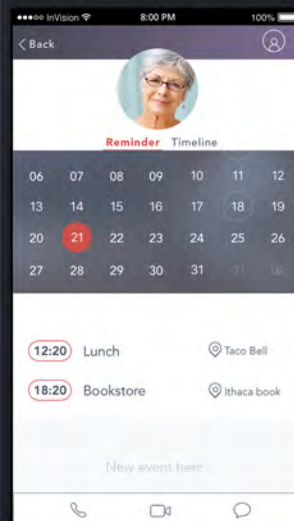 InVision 8:00 PM 100%
Back
Reminder Timeline
06 07 08 09 10 11 12
13 14 15 16 17 18 19
20 21 22 23 24 25 26
27 28 29 30 31
12:20 Lunch Taco Bell
18:20 Bookstore Ithaca book
New event here